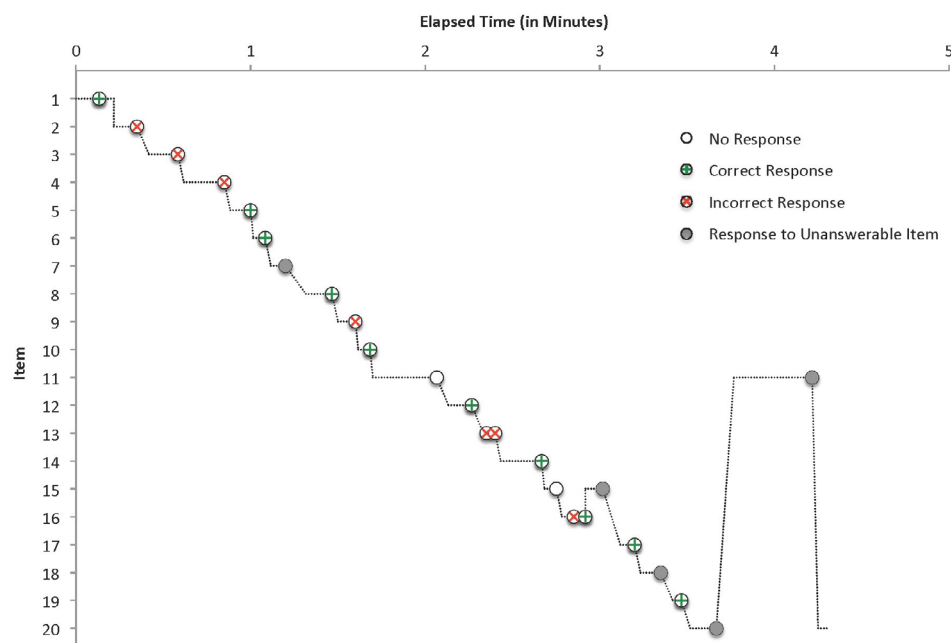 Elapsed Time (in Minutes)
0 1 2 3 4 5
No Response
Correct Response
Incorrect Response
Response to Unanswerable Item
Item
1
2
3
4
5
6
7
8
9
10
11
12
13
14
15
16
17
18
19
20